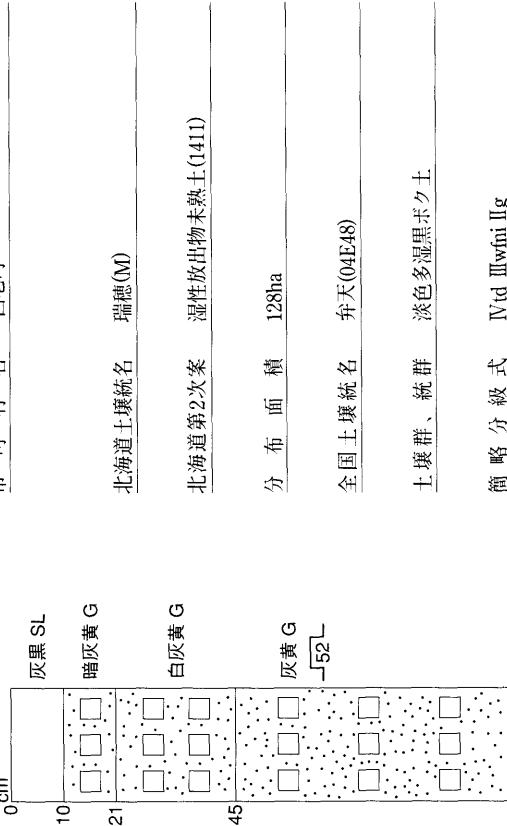 北海道土壌統名 瑞穂(M)
北海道第2次案 湿性放出物未熟土(1411)
分布面積 128ha
全国土壌統名 弁天(04E48)
土壌群、統群 淡色多湿黒ボク土
簡略分級式 Ⅳtd Ⅲwfni Ⅱg
0cm
灰黒 SL
10
暗灰黄 G
21
白灰黄 G
45
灰黄 G
52